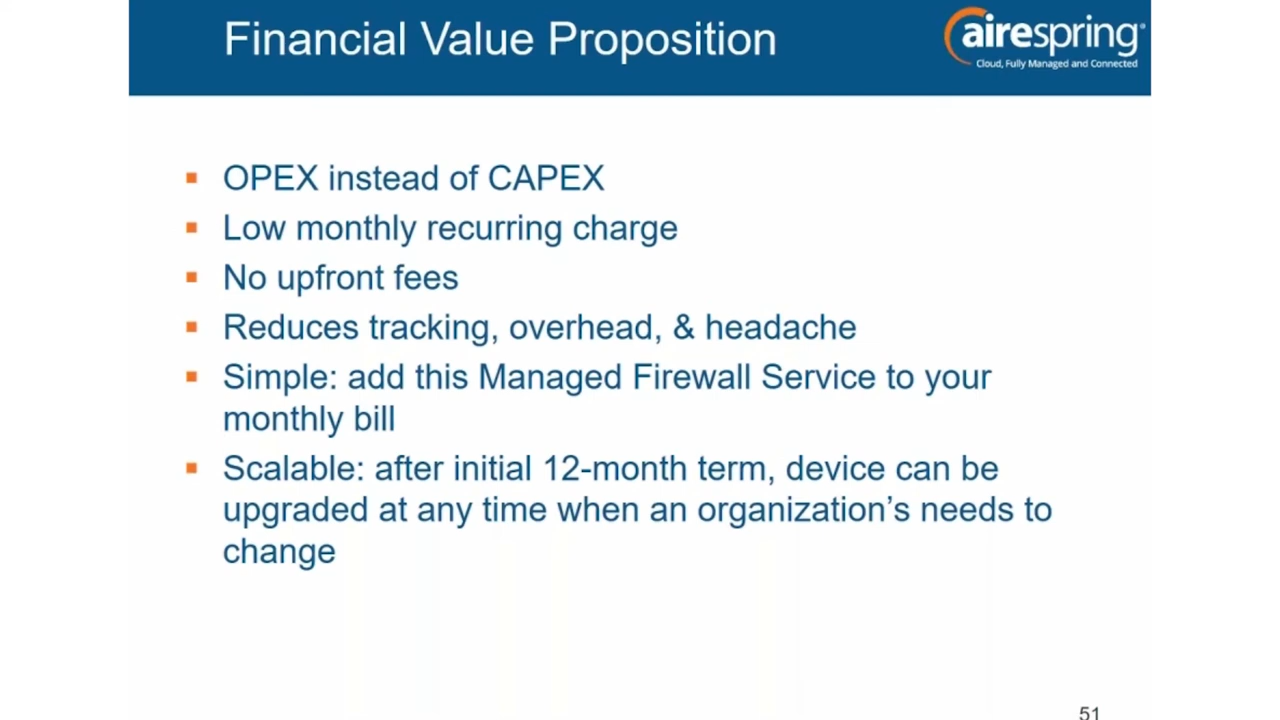 Financial Value Proposition
airespring®
Cloud, Fully Managed and Connected
▪ OPEX instead of CAPEX
▪ Low monthly recurring charge
▪ No upfront fees
▪ Reduces tracking, overhead, & headache
▪ Simple: add this Managed Firewall Service to your
monthly bill
▪ Scalable: after initial 12-month term, device can be
upgraded at any time when an organization’s needs to
change
51